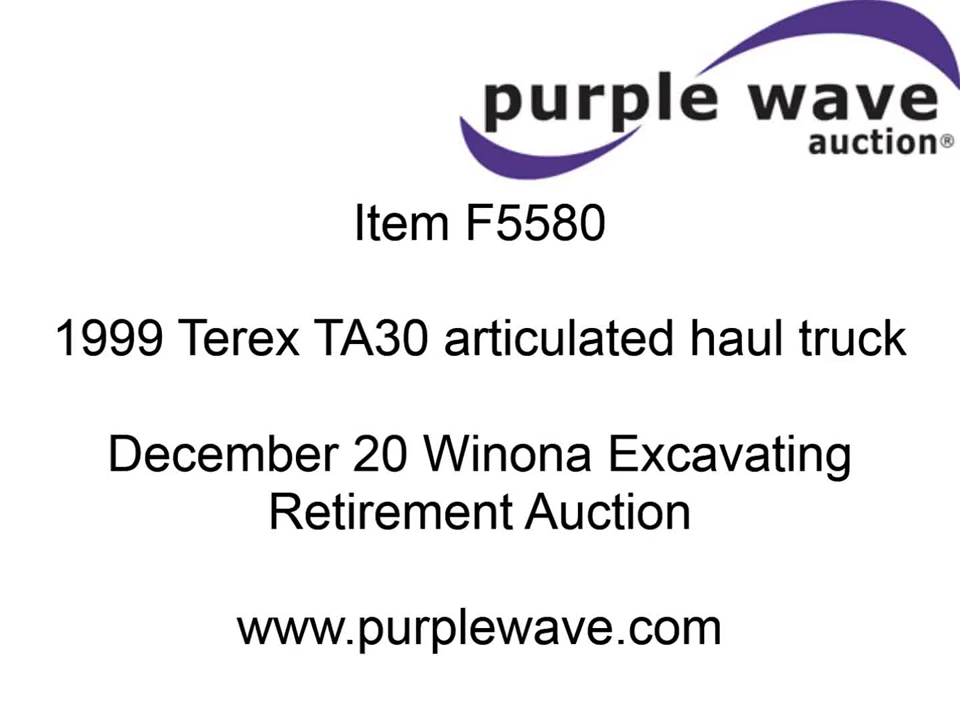 purple wave
auction®
Item F5580
1999 Terex TA30 articulated haul truck
December 20 Winona Excavating
Retirement Auction
www.purplewave.com